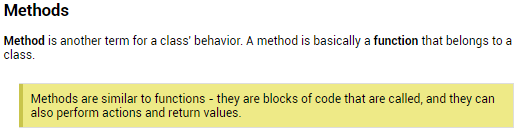 Methods
Method is another term for a class' behavior. A method is basically a function that belongs to a
class.
Methods are similar to functions - they are blocks of code that are called, and they can
also perform actions and return values.